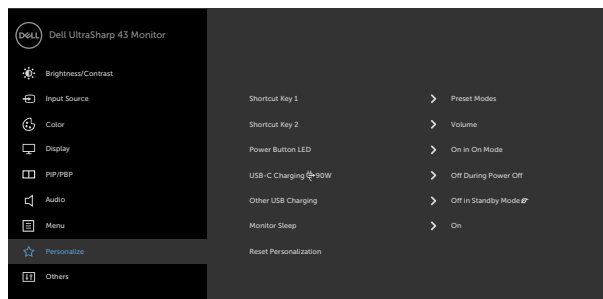 DELL
Dell UltraSharp 43 Monitor
Brightness/Contrast
Input Source
Shortcut Key 1 Preset Modes
Color
Shortcut Key 2 Volume
Display
Power Button LED On in On Mode
PIP/PBP
USB-C Charging 90W Off During Power Off
Audio
Other USB Charging Off in Standby Mode
Menu
Monitor Sleep On
Personalize
Reset Personalization
Others